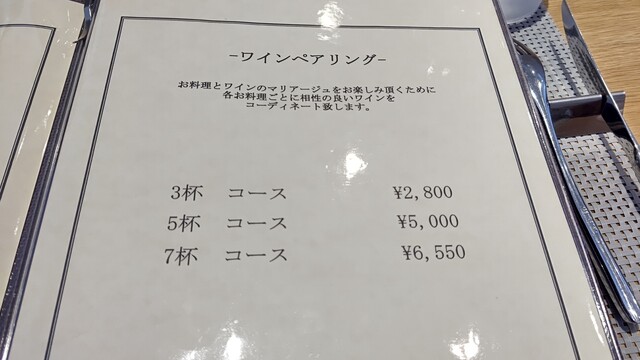 -ワインペアリング-
お料理とワインのマリアージュをお楽しみ頂くために
各お料理ごとに相性の良いワインを
コーディネート致します。
3杯 コース ¥2,800
5杯 コース ¥5,000
7杯 コース ¥6,550